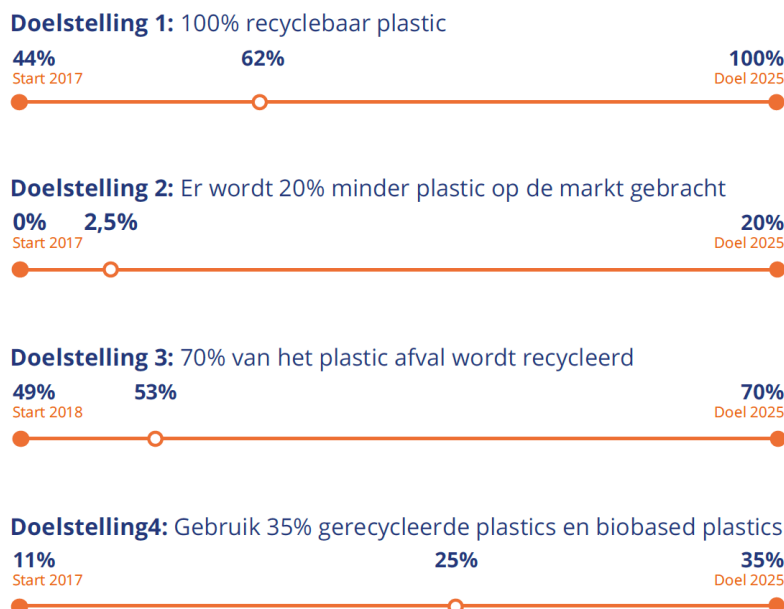 Doelstelling 1: 100% recyclebaar plastic
44% 62% 100%
Start 2017 Doel 2025
Doelstelling 2: Er wordt 20% minder plastic op de markt gebracht
0% 2,5% 20%
Start 2017 Doel 2025
Doelstelling 3: 70% van het plastic afval wordt recycleerd
49% 53% 70%
Start 2018 Doel 2025
Doelstelling4: Gebruik 35% gerecycleerde plastics en biobased plastics
11% 25% 35%
Start 2017 Doel 2025